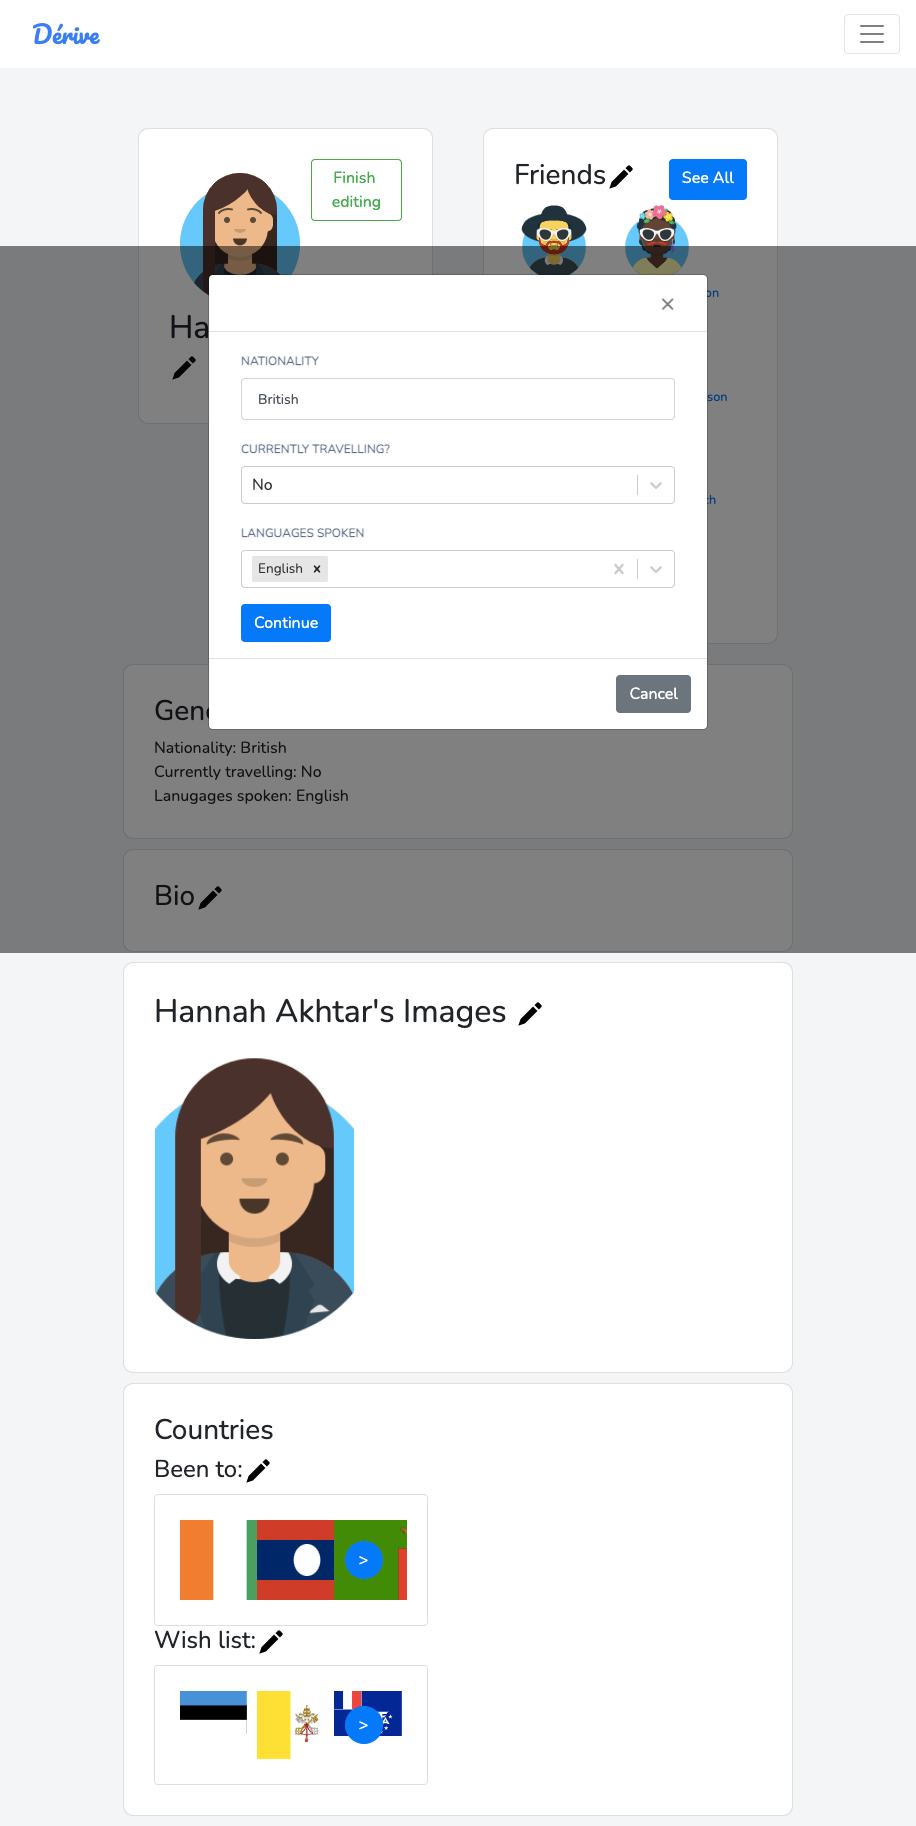 Dérive
Finish
editing
Friends
See All
on
Ha
son
ch
×
NATIONALITY
British
CURRENTLY TRAVELLING?
No
LANGUAGES SPOKEN
English
Continue
Cancel
Gen
Nationality: British
Currently travelling: No
Lanugages spoken: English
Bio
Hannah Akhtar's Images
Countries
Been to:
>
Wish list:
>